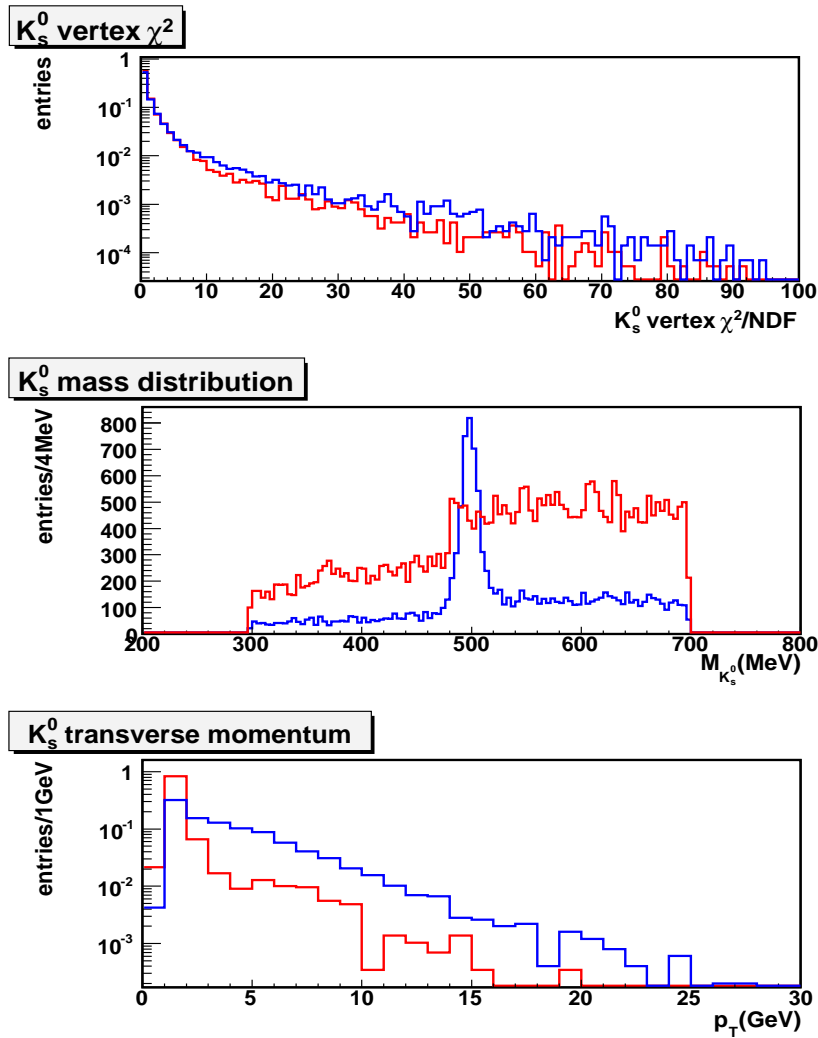 K⁰ₛ vertex χ²
entries
1
10⁻¹
10⁻²
10⁻³
10⁻⁴
0 10 20 30 40 50 60 70 80 90 100
K⁰ₛ vertex χ²/NDF
K⁰ₛ mass distribution
entries/4MeV
800
700
600
500
400
300
200
100
0
200 300 400 500 600 700 800
M_K⁰ₛ(MeV)
K⁰ₛ transverse momentum
entries/1GeV
1
10⁻¹
10⁻²
10⁻³
0 5 10 15 20 25 30
p_T(GeV)